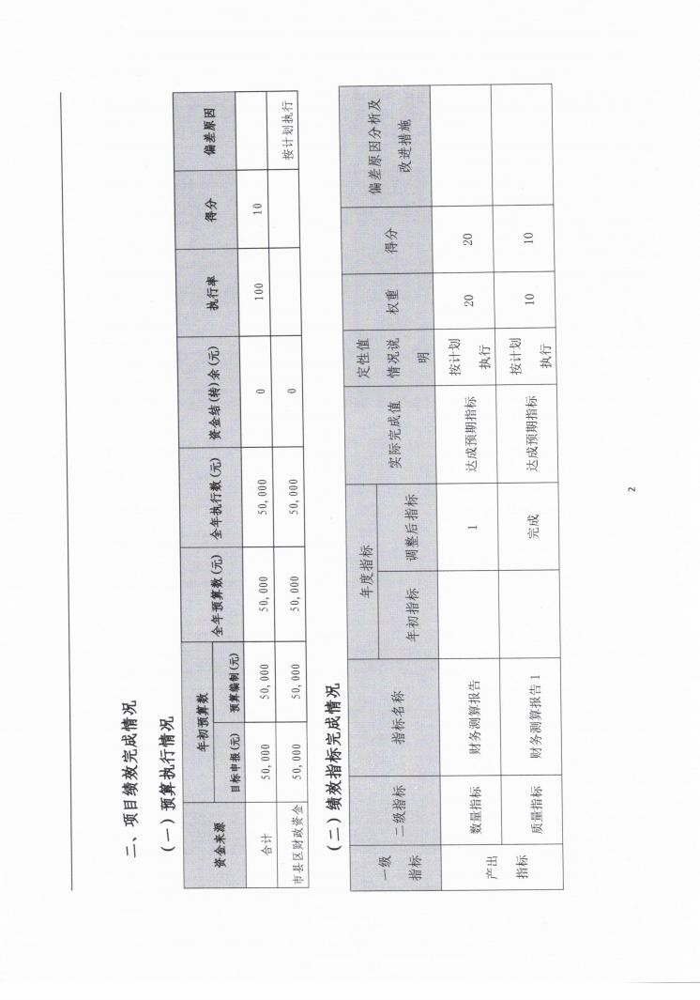 二、项目绩效完成情况
（一）预算执行情况
资金来源 年初预算数 全年预算数(元) 全年执行数(元) 资金结(转)余(元) 执行率 得分 偏差原因
目标申报(元) 预算编制(元)
合计 50,000 50,000 50,000 50,000 0 100 10
市县区财政资金 50,000 50,000 50,000 50,000 0 按计划执行
（二）绩效指标完成情况
一级
指标
二级指标 指标名称 年度指标 实际完成值
定性值
情况说
明
权重 得分
偏差原因分析及
改进措施
年初指标 调整后指标
产出
指标
数量指标 财务测算报告 1 达成预期指标
按计划
执行
20 20
质量指标 财务测算报告 1 完成 达成预期指标
按计划
执行
10 10
2